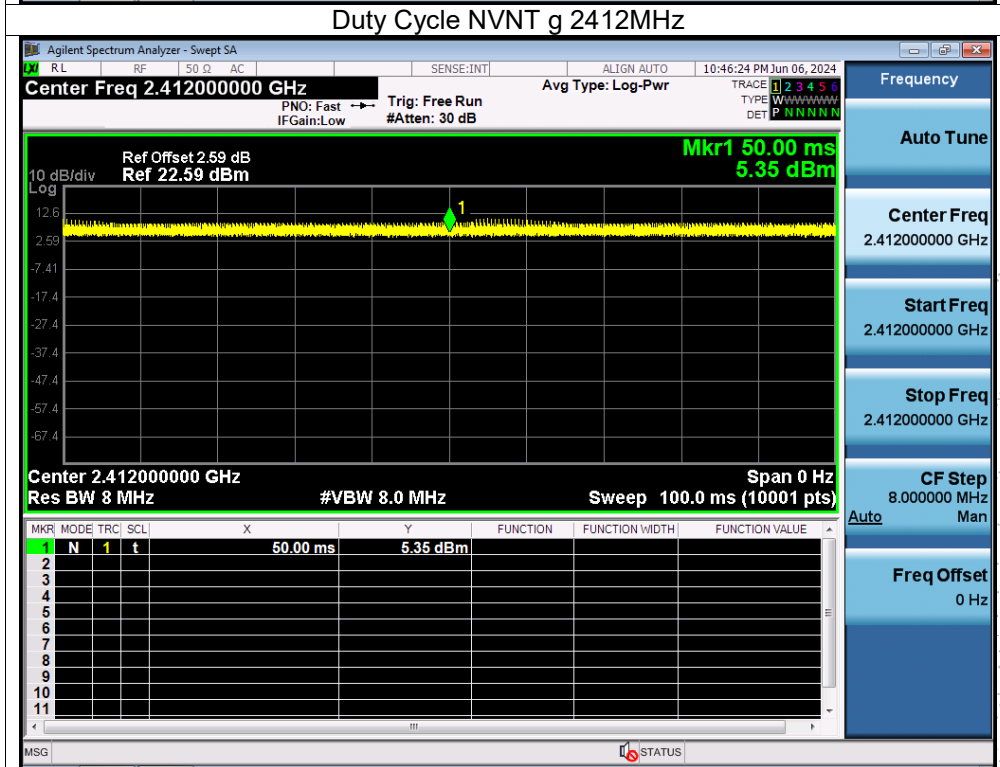 Duty Cycle NVNT g 2412MHz
Agilent Spectrum Analyzer - Swept SA
LXI RL RF 50 Ω AC SENSE:INT ALIGN AUTO 10:46:24 PM Jun 06, 2024
Center Freq 2.412000000 GHz
PNO: Fast
IFGain:Low
Trig: Free Run
#Atten: 30 dB
Avg Type: Log-Pwr
TRACE 1 2 3 4 5 6
TYPE WWWWWWW
DET P N N N N N
Ref Offset 2.59 dB
Ref 22.59 dBm
10 dB/div
Log
Mkr1 50.00 ms
5.35 dBm
1
12.6
2.59
-7.41
-17.4
-27.4
-37.4
-47.4
-57.4
-67.4
Center 2.412000000 GHz Span 0 Hz
Res BW 8 MHz #VBW 8.0 MHz Sweep 100.0 ms (10001 pts)
MKR MODE TRC SCL X Y FUNCTION FUNCTION WIDTH FUNCTION VALUE
1 N 1 t 50.00 ms 5.35 dBm
2
3
4
5
6
7
8
9
10
11
MSG STATUS
Frequency
Auto Tune
Center Freq
2.412000000 GHz
Start Freq
2.412000000 GHz
Stop Freq
2.412000000 GHz
CF Step
8.000000 MHz
Auto Man
Freq Offset
0 Hz